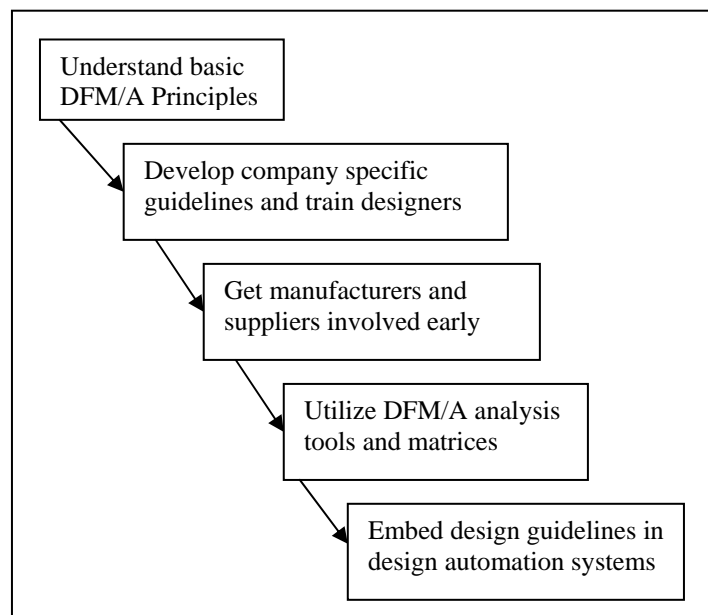 Understand basic
DFM/A Principles
Develop company specific
guidelines and train designers
Get manufacturers and
suppliers involved early
Utilize DFM/A analysis
tools and matrices
Embed design guidelines in
design automation systems